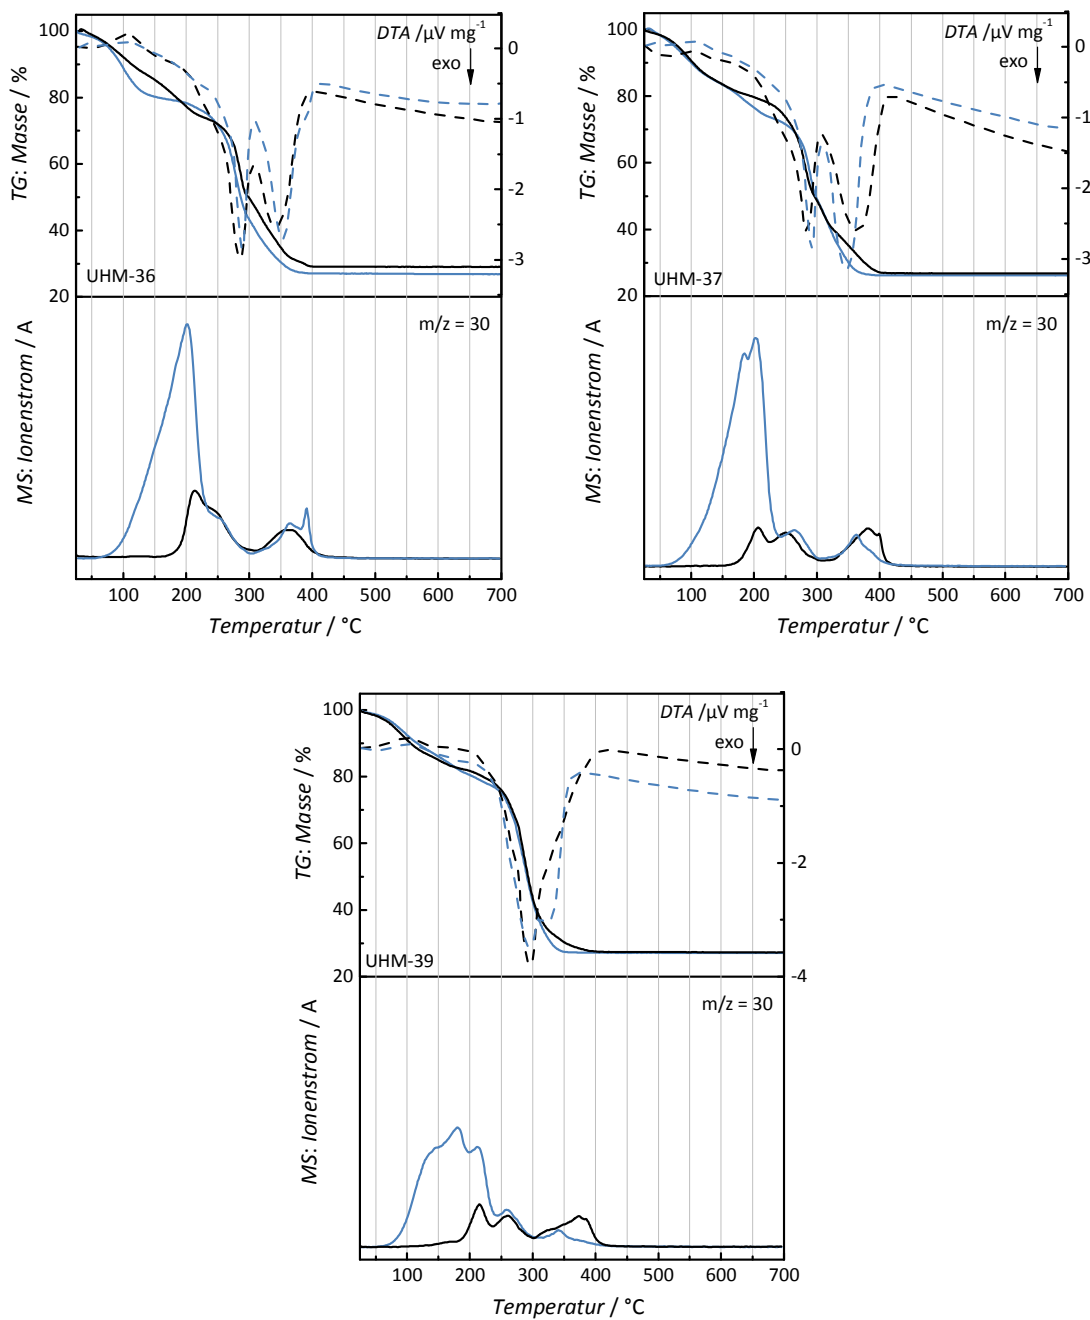 DTA /µV mg⁻¹
exo
100
80
60
40
20
0
-1
-2
-3
TG: Masse / %
UHM-36
m/z = 30
MS: Ionenstrom / A
100 200 300 400 500 600 700
Temperatur / °C
DTA /µV mg⁻¹
exo
100
80
60
40
20
0
-1
-2
-3
TG: Masse / %
UHM-37
m/z = 30
MS: Ionenstrom / A
100 200 300 400 500 600 700
Temperatur / °C
DTA /µV mg⁻¹
exo
100
80
60
40
20
0
-2
-4
TG: Masse / %
UHM-39
m/z = 30
MS: Ionenstrom / A
100 200 300 400 500 600 700
Temperatur / °C